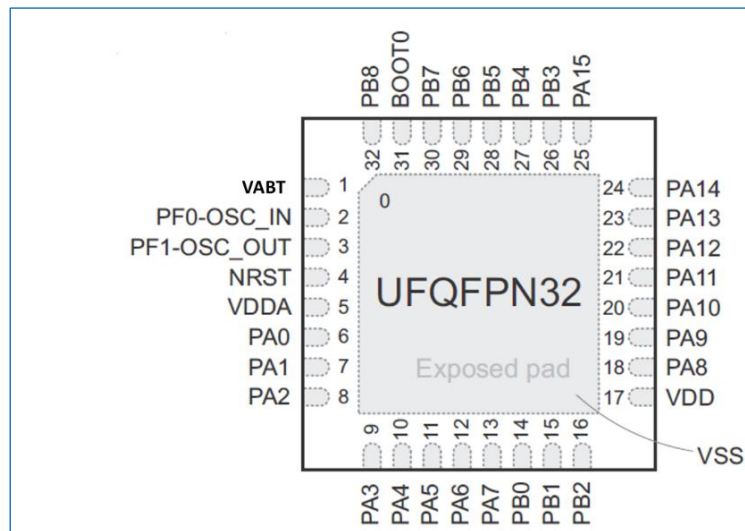 PB8
BOOT0
PB7
PB6
PB5
PB4
PB3
PA15
32
31
30
29
28
27
26
25
VABT 1
PF0-OSC_IN 2
PF1-OSC_OUT 3
NRST 4
VDDA 5
PA0 6
PA1 7
PA2 8
0
UFQFPN32
Exposed pad
24 PA14
23 PA13
22 PA12
21 PA11
20 PA10
19 PA9
18 PA8
17 VDD
VSS
9
10
11
12
13
14
15
16
PA3
PA4
PA5
PA6
PA7
PB0
PB1
PB2